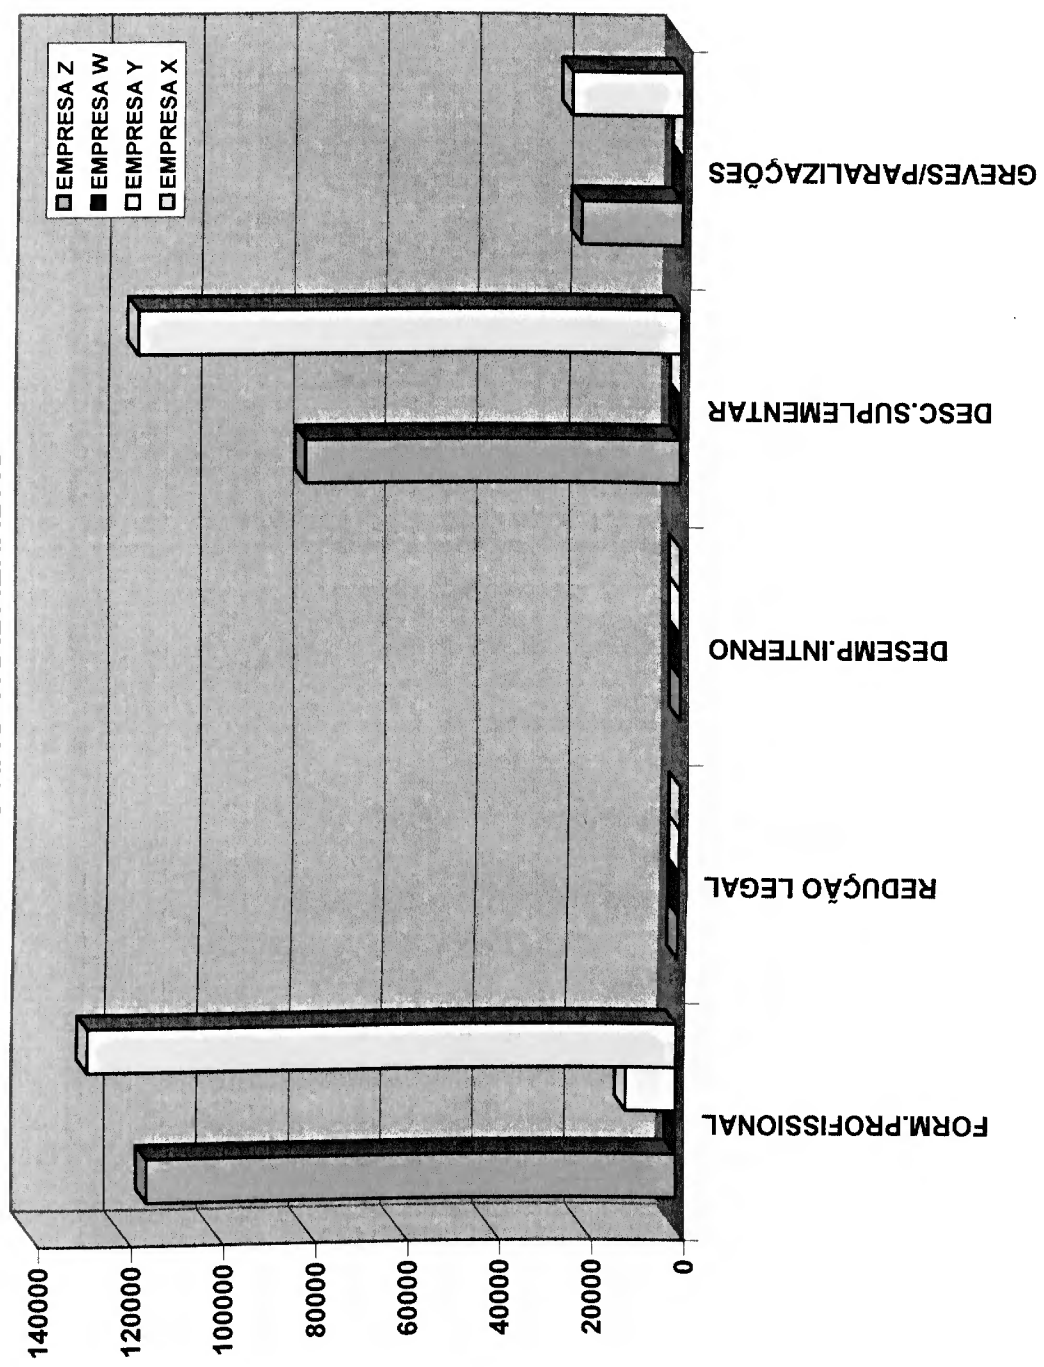 EMPRESA Z
EMPRESA W
EMPRESA Y
EMPRESA X
140000
120000
100000
80000
60000
40000
20000
0
FORM.PROFISSIONAL
REDUÇÃO LEGAL
DESEMP.INTERNO
DESC.SUPLEMENTAR
GREVES/PARALIZAÇÕES